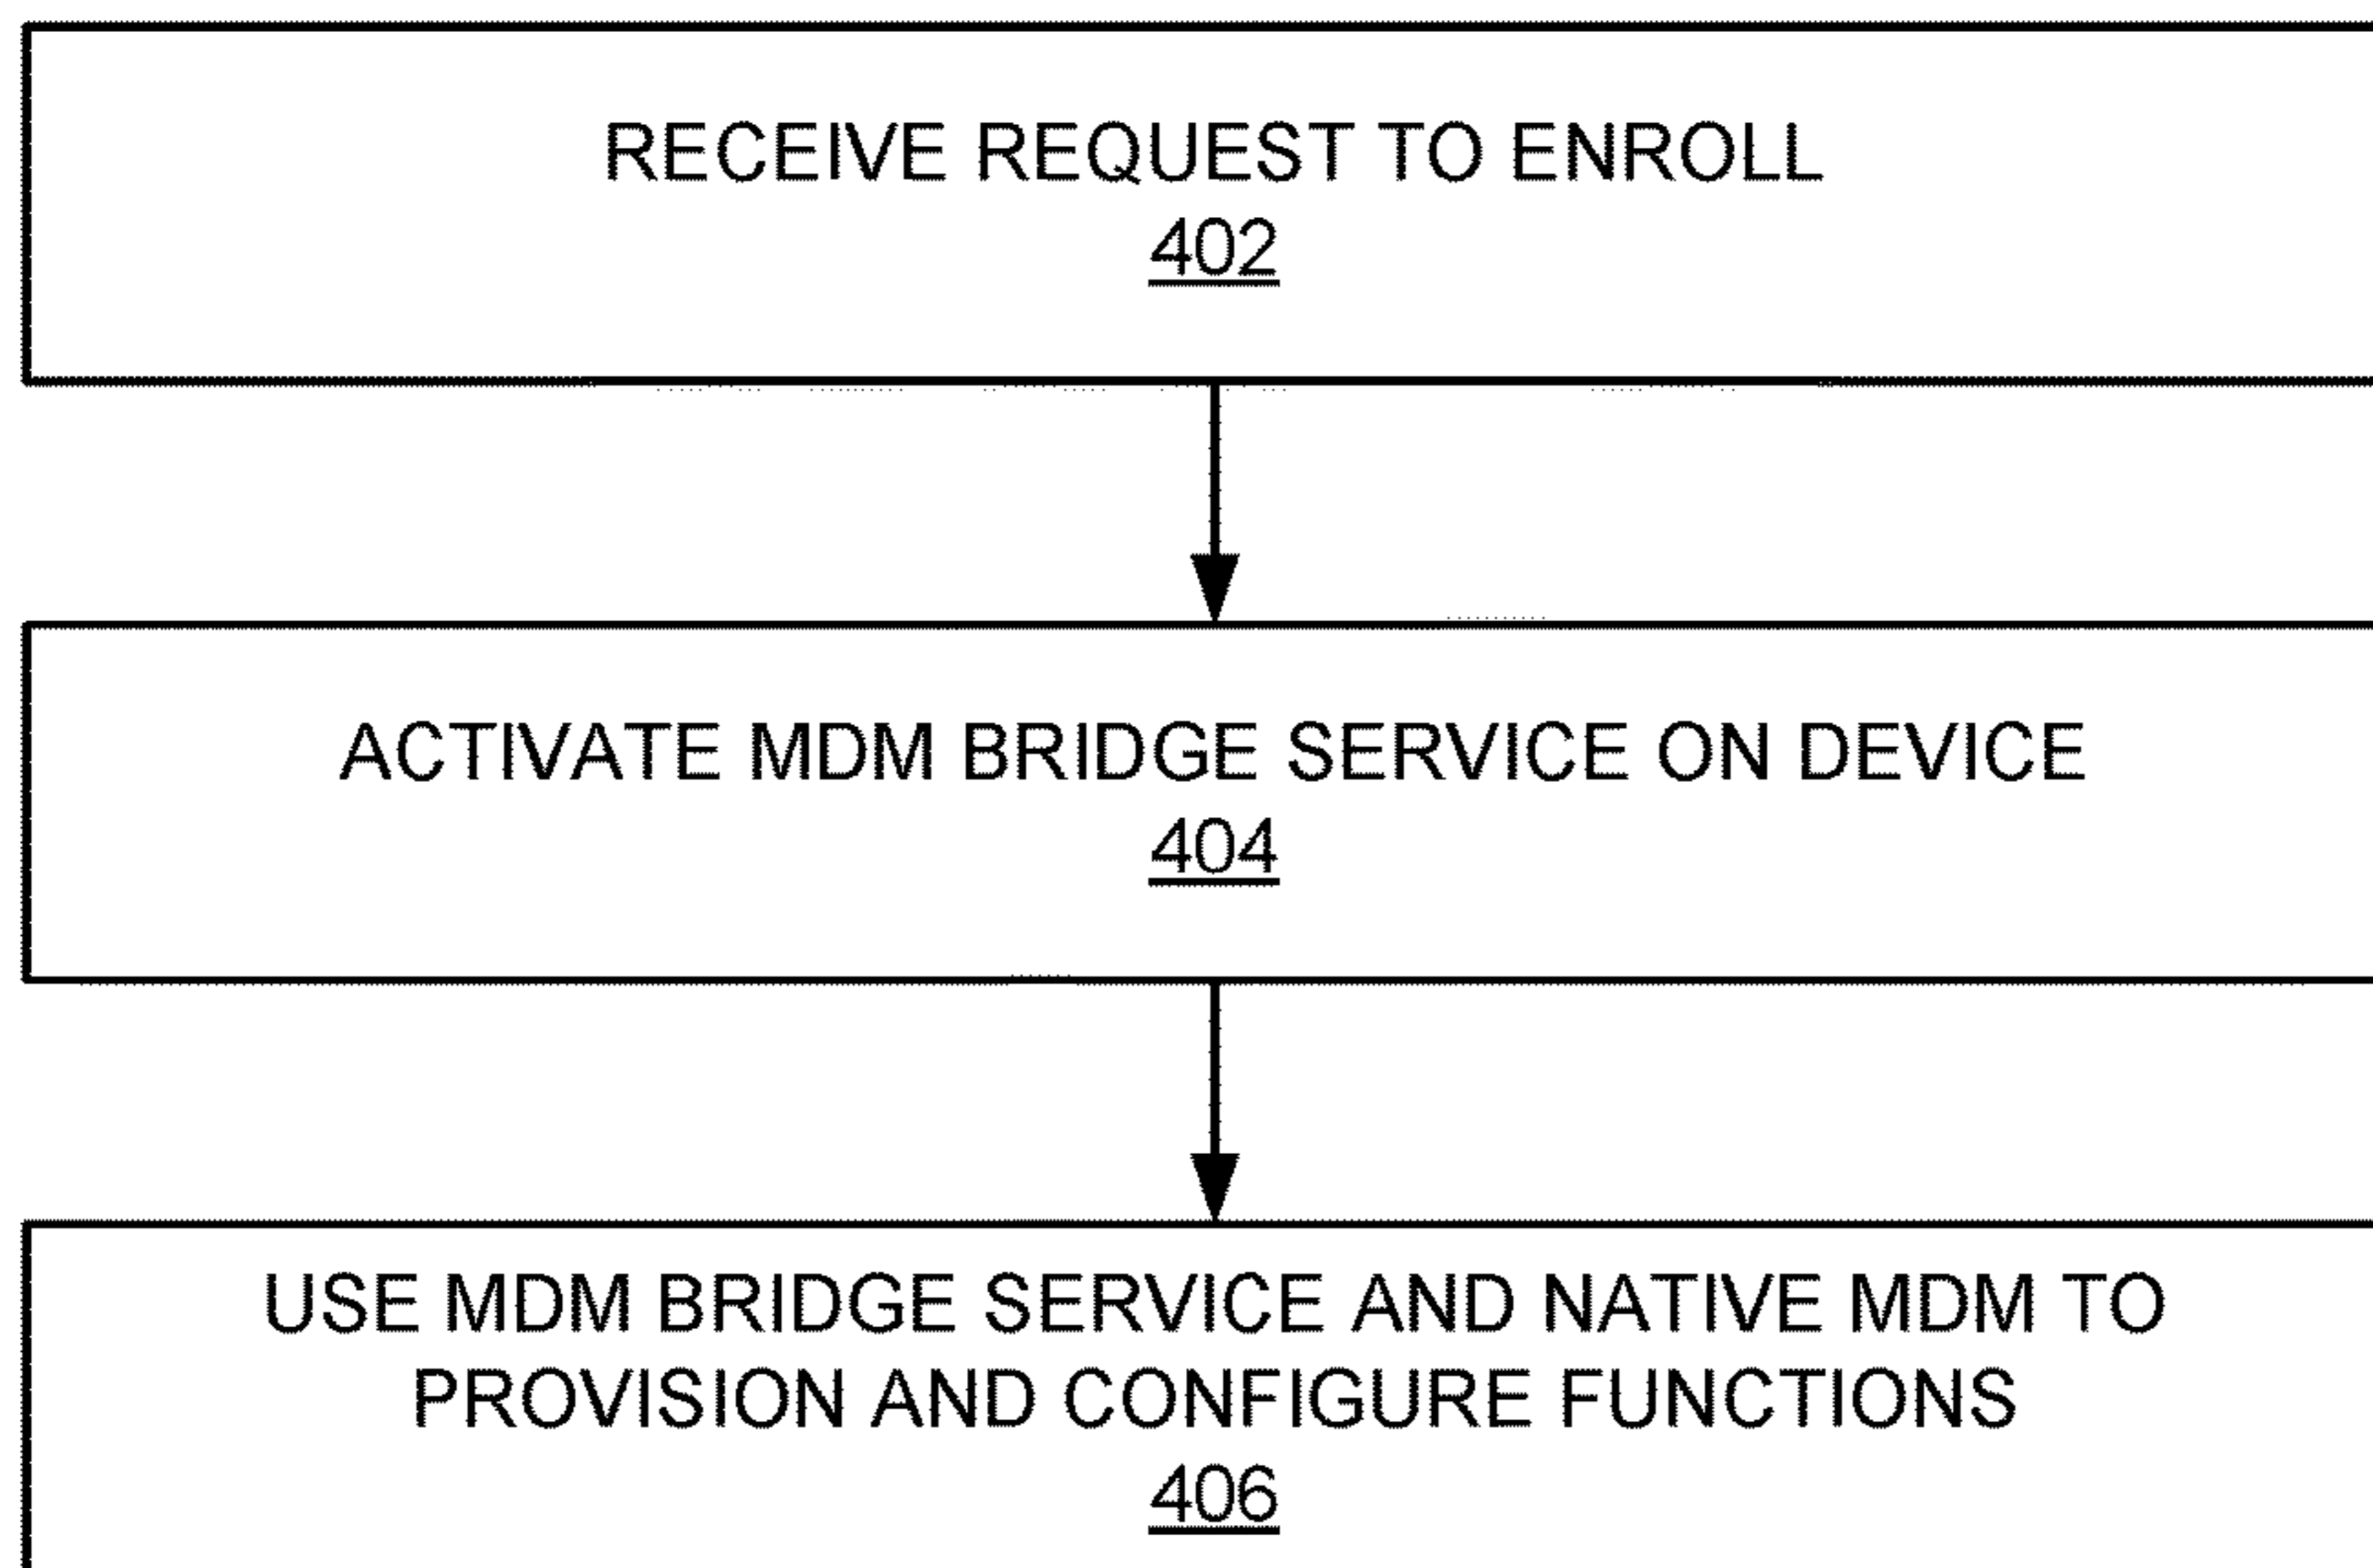 RECEIVE REQUEST TO ENROLL
402
ACTIVATE MDM BRIDGE SERVICE ON DEVICE
404
USE MDM BRIDGE SERVICE AND NATIVE MDM TO
PROVISION AND CONFIGURE FUNCTIONS
406